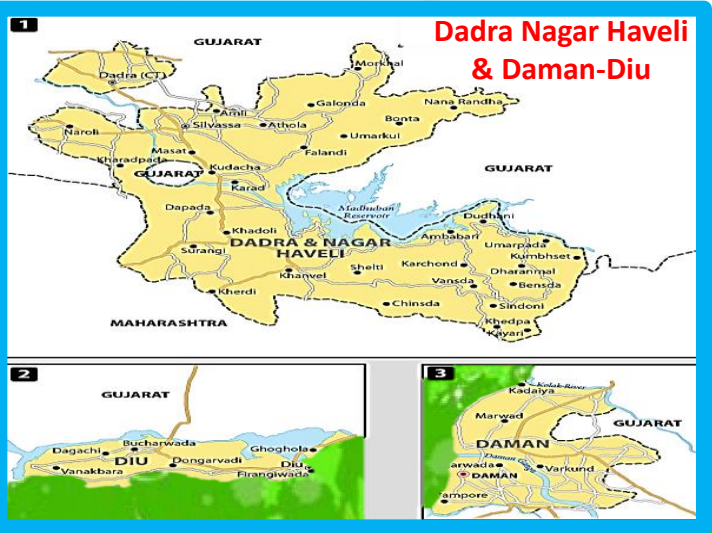 1
Dadra Nagar Haveli
& Daman-Diu
GUJARAT
Morkhal
Dadra (CT)
Galonda
Nana Randha
Amli
Bonta
Silvassa
Athola
Naroli
Umarkui
Masat
Falandi
Kharadpada
Kudacha
GUJARAT
GUJARAT
Karad
Dapada
Madhuban
Reservoir
Dudhani
Khadoli
Ambabari
DADRA & NAGAR
HAVELI
Umarpada
Surangi
Kumbhset
Karchond
Shelti
Khanvel
Dharanmal
Vansda
Bensda
Kherdi
Chinsda
Sindoni
MAHARASHTRA
Khedpa
Kayari
2
GUJARAT
Bucharwada
Dagachi
Ghoghola
DIU
Dongarvadi
Vanakbara
Diu
Firangiwada
3
Kolak River
Kadaiya
Marwad
GUJARAT
DAMAN
Daman Ganga
arwada
Varkund
DAMAN
ampore